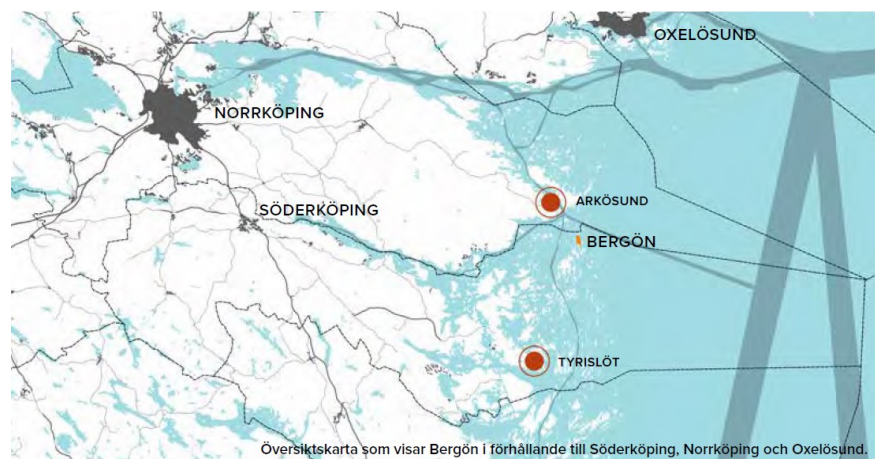 OXELÖSUND
NORRKÖPING
ARKÖSUND
SÖDERKÖPING
BERGÖN
TYRISLÖT
Översiktskarta som visar Bergön i förhållande till Söderköping, Norrköping och Oxelösund.